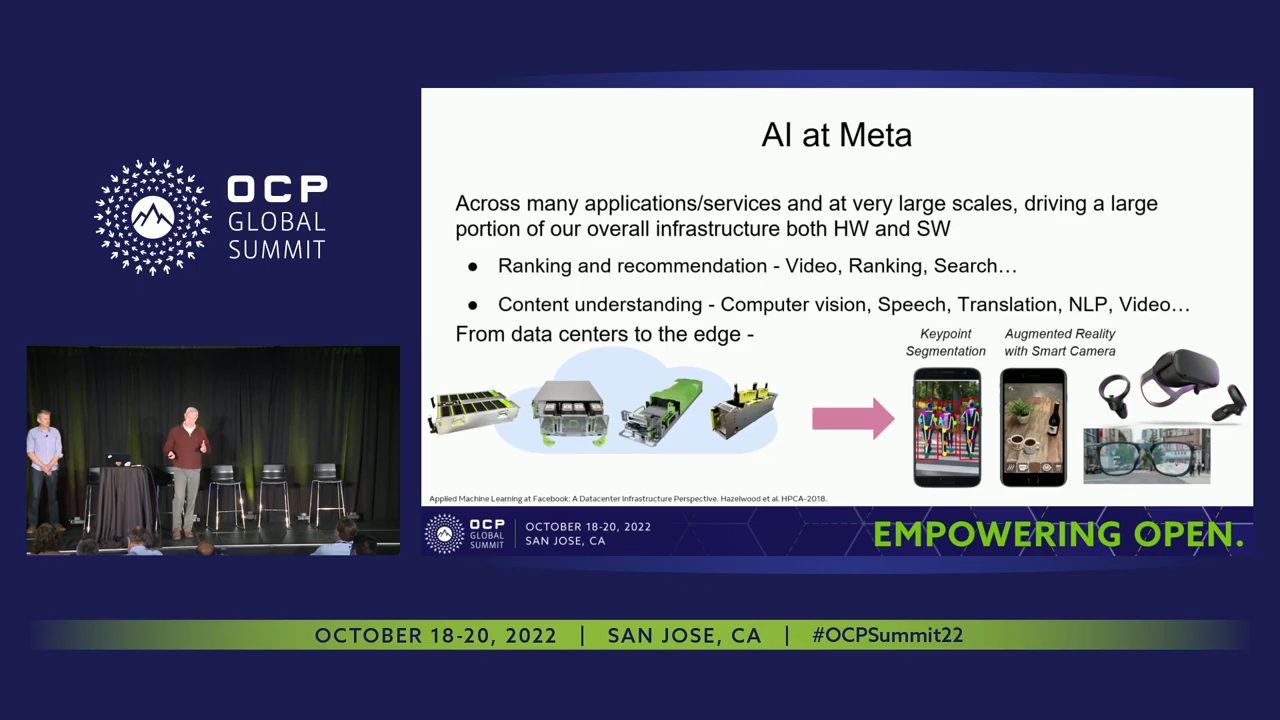 OCP
GLOBAL
SUMMIT
AI at Meta
Across many applications/services and at very large scales, driving a large
portion of our overall infrastructure both HW and SW
● Ranking and recommendation - Video, Ranking, Search…
● Content understanding - Computer vision, Speech, Translation, NLP, Video…
From data centers to the edge -
Keypoint
Segmentation
Augmented Reality
with Smart Camera
Applied Machine Learning at Facebook: A Datacenter Infrastructure Perspective. Hazelwood et al. HPCA-2018.
OCP
GLOBAL
SUMMIT
OCTOBER 18-20, 2022
SAN JOSE, CA
EMPOWERING OPEN.
OCTOBER 18-20, 2022 | SAN JOSE, CA | #OCPSummit22